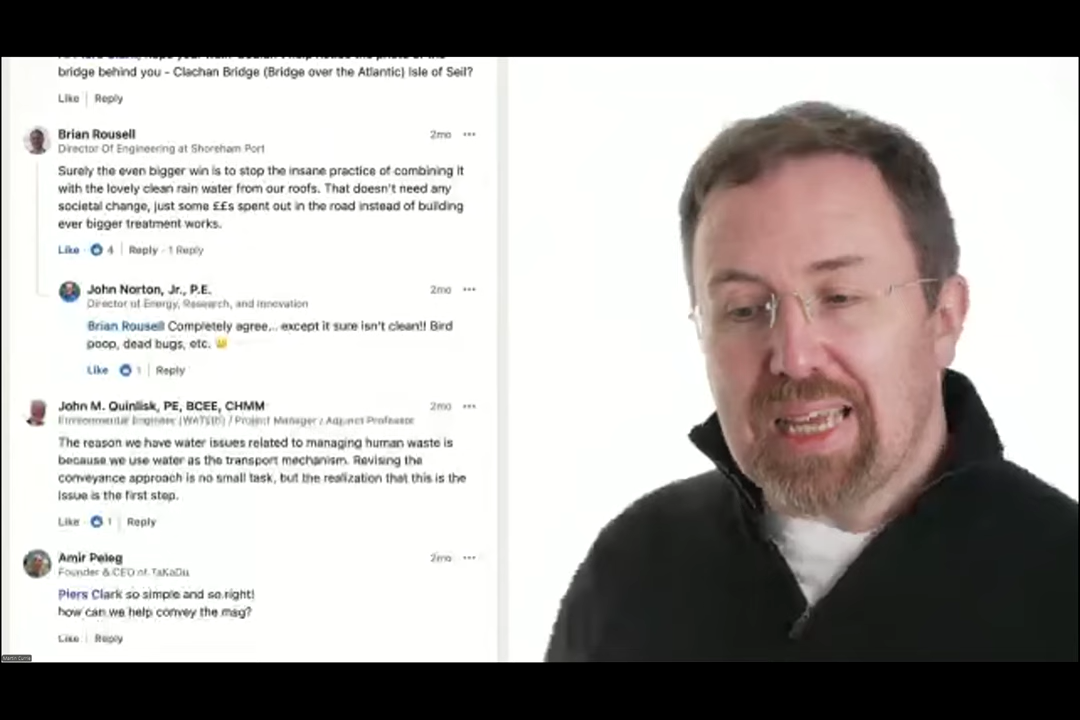 bridge behind you - Clachan Bridge (Bridge over the Atlantic) Isle of Seil?
Like Reply
Brian Rousell 2mo
Director Of Engineering at Shoreham Port
Surely the even bigger win is to stop the insane practice of combining it
with the lovely clean rain water from our roofs. That doesn't need any
societal change, just some ££s spent out in the road instead of building
ever bigger treatment works.
Like 4 Reply · 1 Reply
John Norton, Jr., P.E. 2mo
Director of Energy, Research, and Innovation
Brian Rousell Completely agree... except it sure isn't clean!! Bird
poop, dead bugs, etc.
Like 1 Reply
John M. Quinlisk, PE, BCEE, CHMM 2mo
Environmental Engineer / Project Manager / Adjunct Professor
The reason we have water issues related to managing human waste is
because we use water as the transport mechanism. Revising the
conveyance approach is no small task, but the realization that this is the
issue is the first step.
Like 1 Reply
Amir Peleg 2mo
Founder & CEO of TaKaDu
Piers Clark so simple and so right!
how can we help convey the msg?
Like Reply